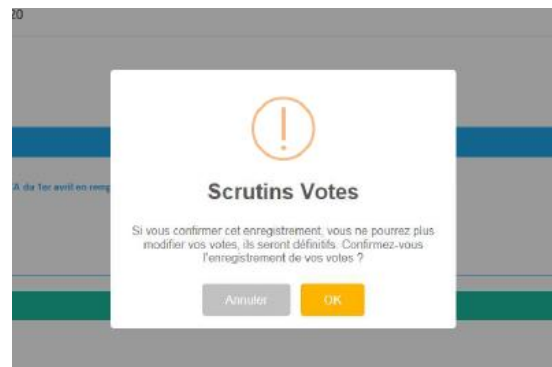 20
A du 1er avril en remp
Scrutins Votes
Si vous confirmer cet enregistrement, vous ne pourrez plus
modifier vos votes, ils seront définitifs. Confirmez-vous
l'enregistrement de vos votes ?
Annuler OK